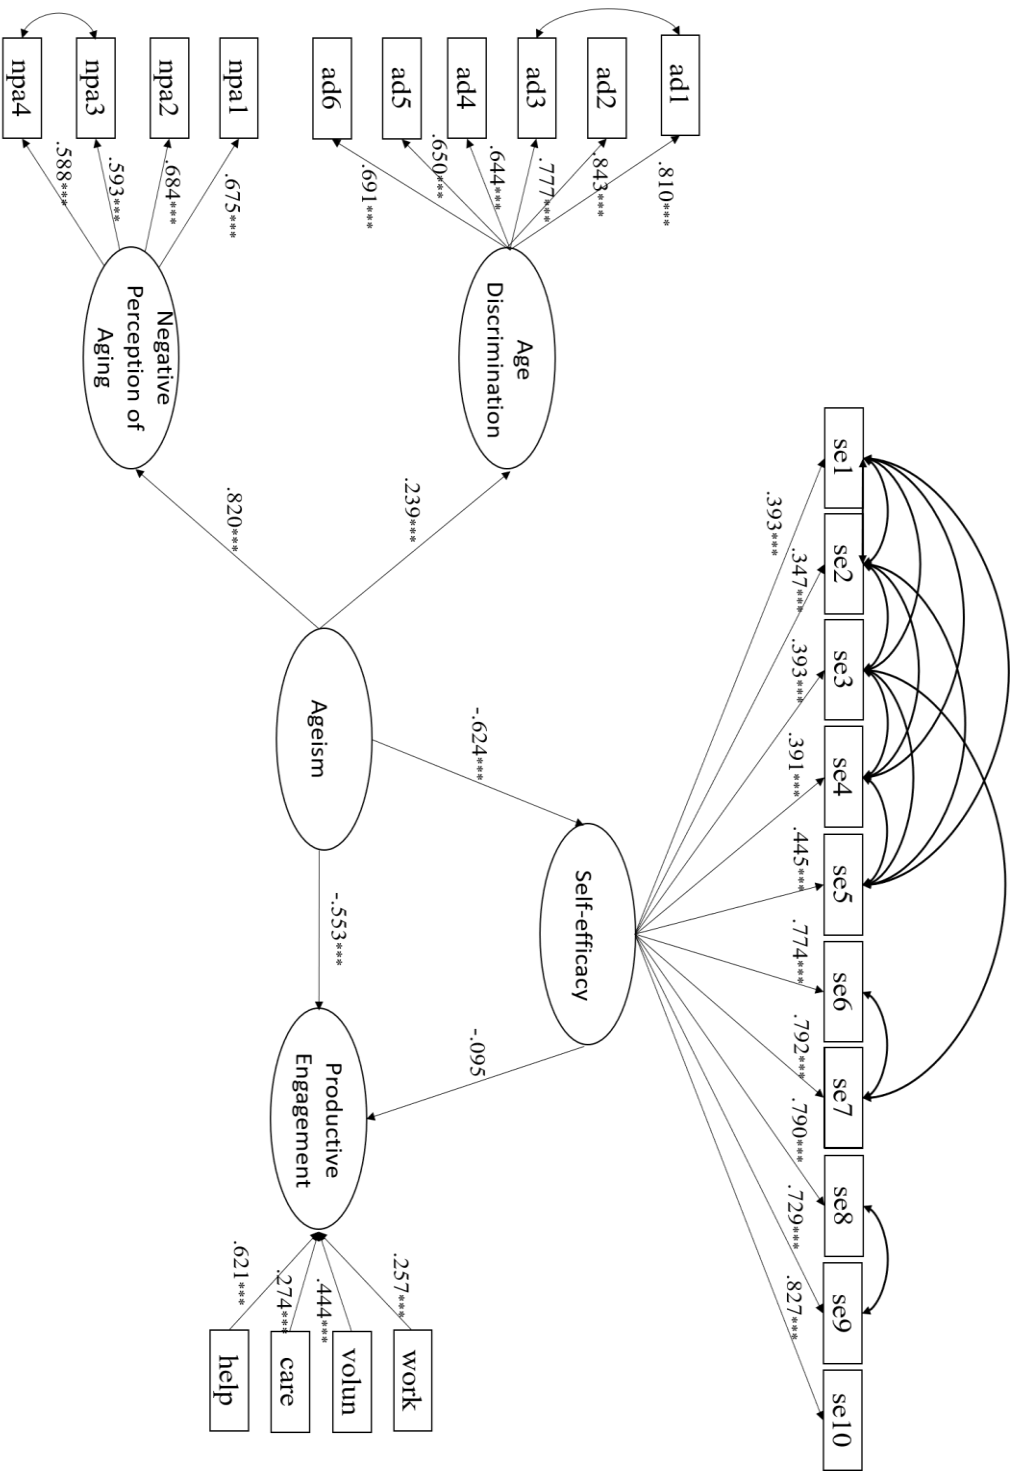 se1
se2
se3
se4
se5
se6
se7
se8
se9
se10
.393***
.347***
.393***
.391***
.445***
.774***
.792***
.790***
.729***
.827***
ad1
ad2
ad3
ad4
ad5
ad6
.810***
.843***
.777***
.644***
.650***
.691***
Age
Discrimination
.239***
-.624***
Self-efficacy
-.095
npa1
npa2
npa3
npa4
.675***
.684***
.593***
.588***
Negative
Perception of
Aging
.820***
Ageism
-.553***
Productive
Engagement
.257***
.444***
.274***
.621***
work
volun
care
help